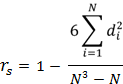 r_s = 1 - \frac{6 \sum_{i=1}^{N} d_i^2}{N^3 - N}